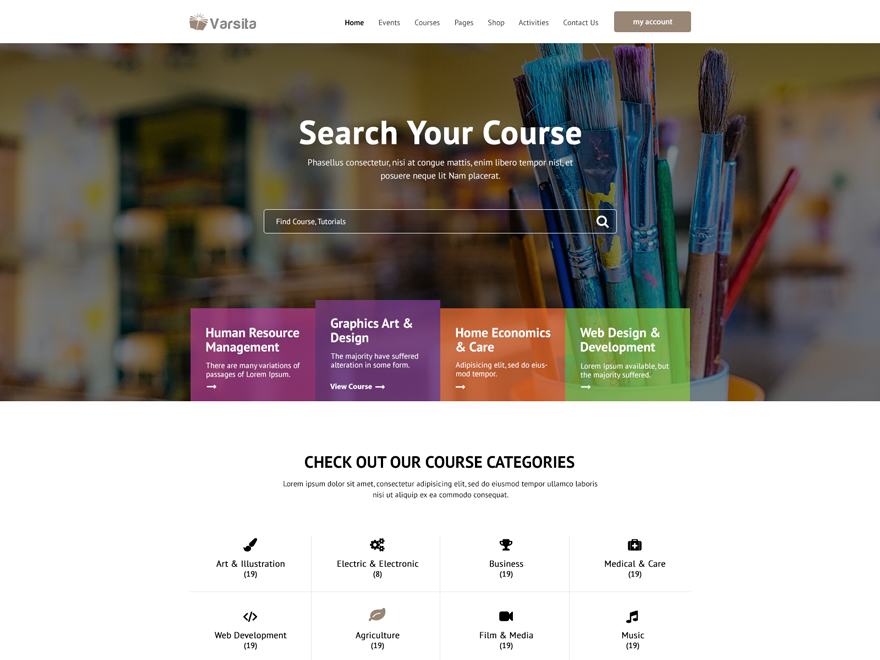 Varsita
Home Events Courses Pages Shop Activities Contact Us my account
Search Your Course
Phasellus consectetur, nisi at congue mattis, enim libero tempor nisl, et
posuere neque lit Nam placerat.
Find Course, Tutorials
Human Resource
Management
There are many variations of
passages of Lorem Ipsum.
Graphics Art &
Design
The majority have suffered
alteration in some form.
View Course
Home Economics
& Care
Adipisicing elit, sed do eius-
mod tempor.
Web Design &
Development
Lorem ipsum available, but
the majority suffered.
CHECK OUT OUR COURSE CATEGORIES
Lorem ipsum dolor sit amet, consectetur adipisicing elit, sed do eiusmod tempor ullamco laboris
nisi ut aliquip ex ea commodo consequat.
Art & Illustration
(19)
Electric & Electronic
(8)
Business
(19)
Medical & Care
(19)
Web Development
(19)
Agriculture
(19)
Film & Media
(19)
Music
(19)